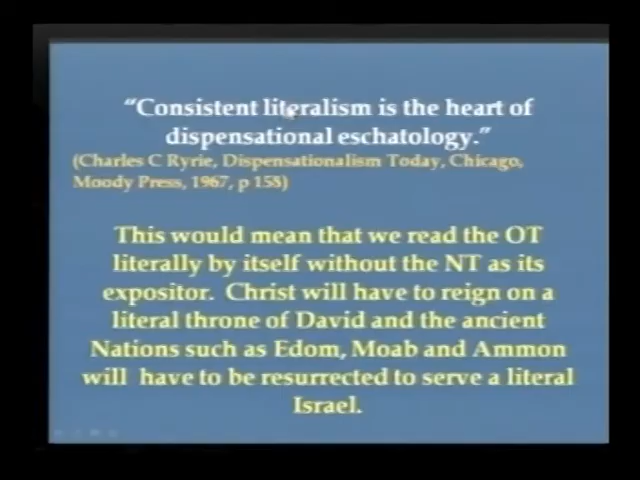 “Consistent literalism is the heart of
dispensational eschatology.”
(Charles C Ryrie, Dispensationalism Today, Chicago,
Moody Press, 1967, p 158)
This would mean that we read the OT
literally by itself without the NT as its
expositor. Christ will have to reign on a
literal throne of David and the ancient
Nations such as Edom, Moab and Ammon
will have to be resurrected to serve a literal
Israel.